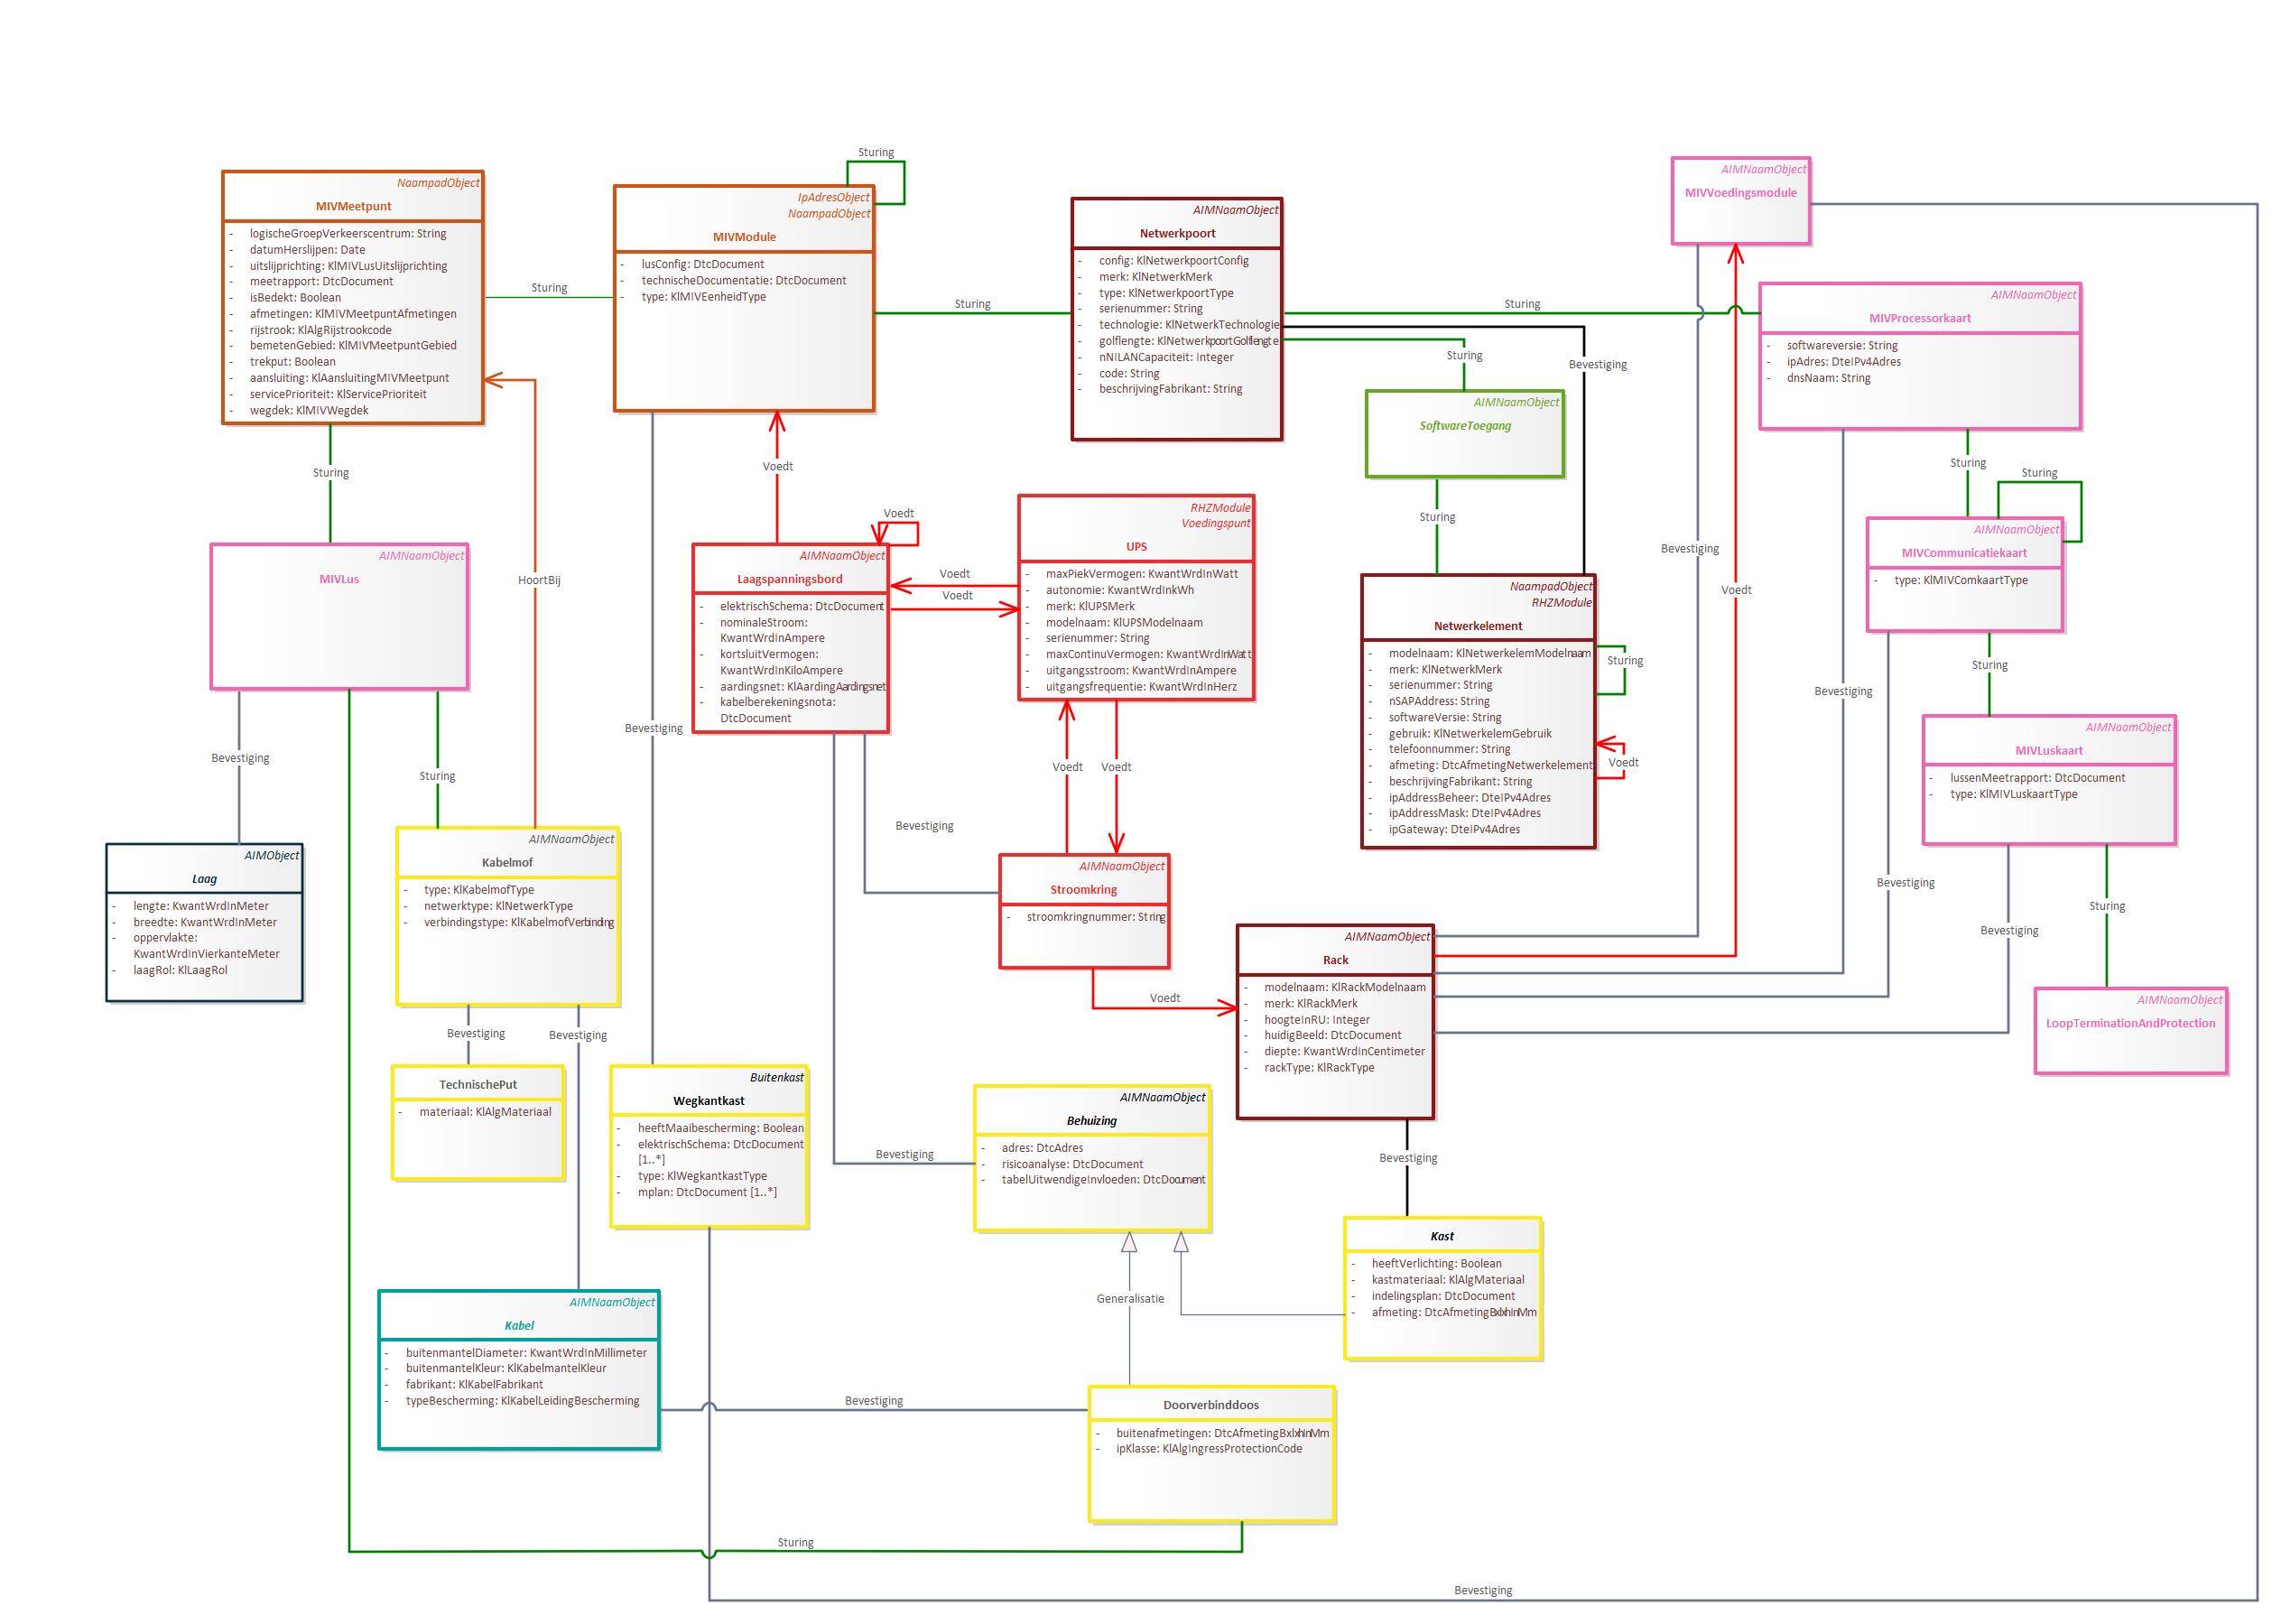 NaampadObject
MIVMeetpunt
- logischeGroepVerkeerscentrum: String
- datumHerslijpen: Date
- uitslijprichting: KlMIVLusUitslijprichting
- meetrapport: DtcDocument
- isBedekt: Boolean
- afmetingen: KlMIVMeetpuntAfmetingen
- rijstrook: KlAlgRijstrookcode
- bemetenGebied: KlMIVMeetpuntGebied
- trekput: Boolean
- aansluiting: KlAansluitingMIVMeetpunt
- servicePrioriteit: KlServicePrioriteit
- wegdek: KlMIVWegdek
Sturing
Sturing
IpAdresObject
NaampadObject
MIVModule
- lusConfig: DtcDocument
- technischeDocumentatie: DtcDocument
- type: KlMIVEenheidType
Sturing
AIMNaamObject
Netwerkpoort
- config: KlNetwerkpoortConfig
- merk: KlNetwerkMerk
- type: KlNetwerkpoortType
- serienummer: String
- technologie: KlNetwerkTechnologie
- golflengte: KlNetwerkpoortGolflengte
- nNILANCapaciteit: Integer
- code: String
- beschrijvingFabrikant: String
Sturing
Sturing
Bevestiging
AIMNaamObject
MIVVoedingsmodule
AIMNaamObject
MIVProcessorkaart
- softwareversie: String
- ipAdres: DteIPv4Adres
- dnsNaam: String
AIMNaamObject
SoftwareToegang
Sturing
Sturing
HoortBij
Voedt
Sturing
Sturing
AIMNaamObject
MIVCommunicatiekaart
- type: KlMIVComkaartType
Sturing
AIMNaamObject
MIVLus
Voedt
AIMNaamObject
Laagspanningsbord
- elektrischSchema: DtcDocument
- nominaleStroom:
KwantWrdInAmpere
- kortsluitVermogen:
KwantWrdInKiloAmpere
- aardingsnet: KlAardingAardingsnet
- kabelberekeningsnota:
DtcDocument
Voedt
Voedt
RHZModule
Voedingspunt
UPS
- maxPiekVermogen: KwantWrdInWatt
- autonomie: KwantWrdInkWh
- merk: KlUPSMerk
- modelnaam: KlUPSModelnaam
- serienummer: String
- maxContinuVermogen: KwantWrdInWatt
- uitgangsstroom: KwantWrdInAmpere
- uitgangsfrequentie: KwantWrdInHerz
NaampadObject
RHZModule
Netwerkelement
- modelnaam: KlNetwerkelemModelnaam
- merk: KlNetwerkMerk
- serienummer: String
- nSAPAddress: String
- softwareVersie: String
- gebruik: KlNetwerkelemGebruik
- telefoonnummer: String
- afmeting: DtcAfmetingNetwerkelement
- beschrijvingFabrikant: String
- ipAddressBeheer: DteIPv4Adres
- ipAddressMask: DteIPv4Adres
- ipGateway: DteIPv4Adres
Sturing
Voedt
Bevestiging
Voedt
Bevestiging
AIMNaamObject
MIVLuskaart
- lussenMeetrapport: DtcDocument
- type: KlMIVLuskaartType
Bevestiging
Sturing
Bevestiging
Voedt
Voedt
Bevestiging
AIMObject
Laag
- lengte: KwantWrdInMeter
- breedte: KwantWrdInMeter
- oppervlakte:
KwantWrdInVierkanteMeter
- laagRol: KlLaagRol
AIMNaamObject
Kabelmof
- type: KlKabelmofType
- netwerktype: KlNetwerkType
- verbindingstype: KlKabelmofVerbinding
AIMNaamObject
Stroomkring
- stroomkringnummer: String
Bevestiging
Bevestiging
Sturing
Voedt
AIMNaamObject
Rack
- modelnaam: KlRackModelnaam
- merk: KlRackMerk
- hoogteInRU: Integer
- huidigBeeld: DtcDocument
- diepte: KwantWrdInCentimeter
- rackType: KlRackType
AIMNaamObject
LoopTerminationAndProtection
Bevestiging
Bevestiging
TechnischePut
- materiaal: KlAlgMateriaal
Buitenkast
Wegkantkast
- heeftMaaibescherming: Boolean
- elektrischSchema: DtcDocument
[1..*]
- type: KlWegkantkastType
- mplan: DtcDocument [1..*]
Bevestiging
AIMNaamObject
Behuizing
- adres: DtcAdres
- risicoanalyse: DtcDocument
- tabelUitwendigeInvloeden: DtcDocument
Bevestiging
Kast
- heeftVerlichting: Boolean
- kastmateriaal: KlAlgMateriaal
- indelingsplan: DtcDocument
- afmeting: DtcAfmetingBxlxhInMm
Generalisatie
AIMNaamObject
Kabel
- buitenmantelDiameter: KwantWrdInMillimeter
- buitenmantelKleur: KlKabelmantelKleur
- fabrikant: KlKabelFabrikant
- typeBescherming: KlKabelLeidingBescherming
Bevestiging
Doorverbinddoos
- buitenafmetingen: DtcAfmetingBxlxhInMm
- ipKlasse: KlAlgIngressProtectionCode
Sturing
Bevestiging